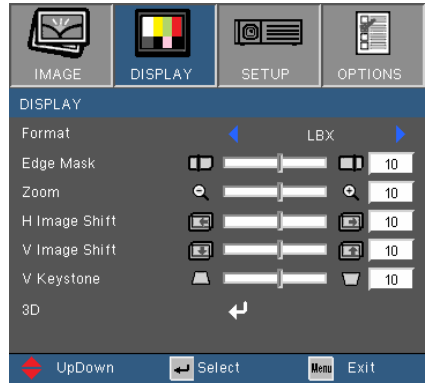 IMAGE DISPLAY SETUP OPTIONS
DISPLAY
Format LBX
Edge Mask 10
Zoom 10
H Image Shift 10
V Image Shift 10
V Keystone 10
3D
UpDown Select Menu Exit